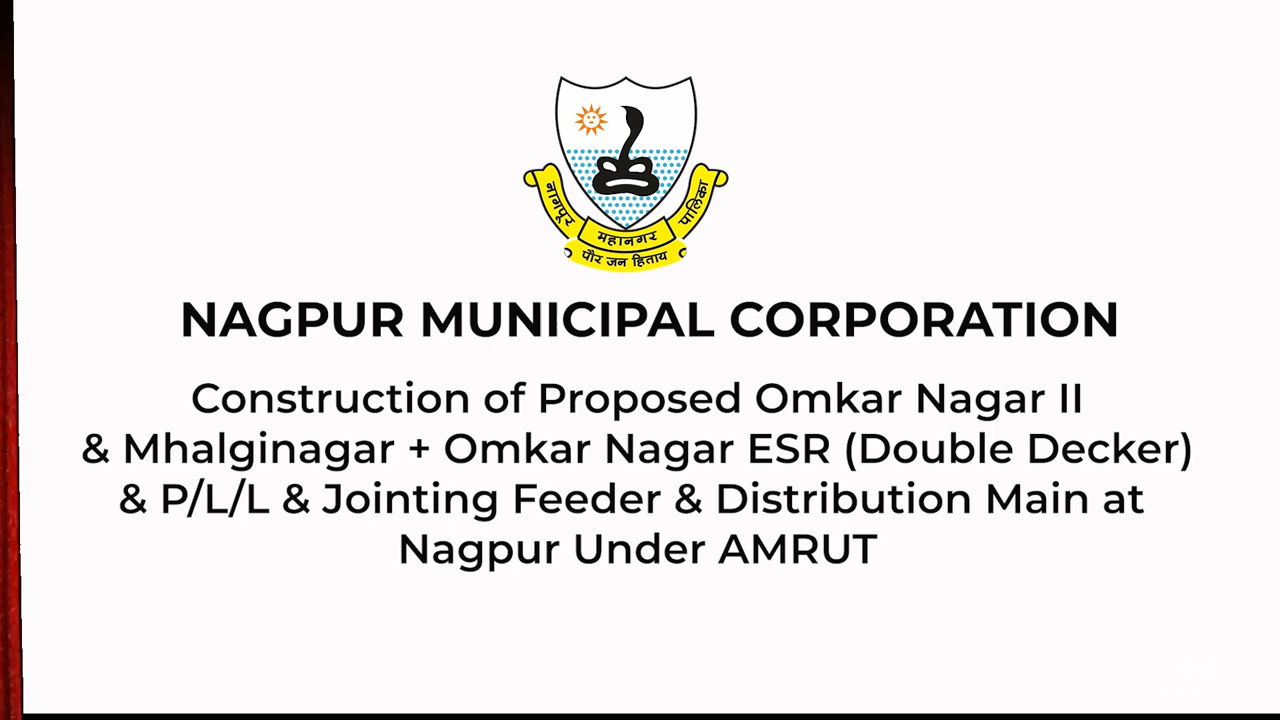 नागपूर महानगर पालिका
पौर जन हिताय
NAGPUR MUNICIPAL CORPORATION
Construction of Proposed Omkar Nagar II
& Mhalginagar + Omkar Nagar ESR (Double Decker)
& P/L/L & Jointing Feeder & Distribution Main at
Nagpur Under AMRUT